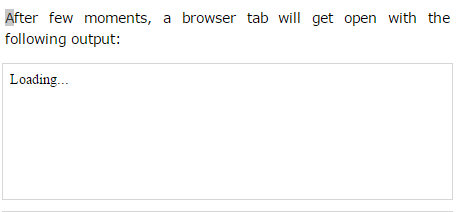 After few moments, a browser tab will get open with the
following output:
Loading...